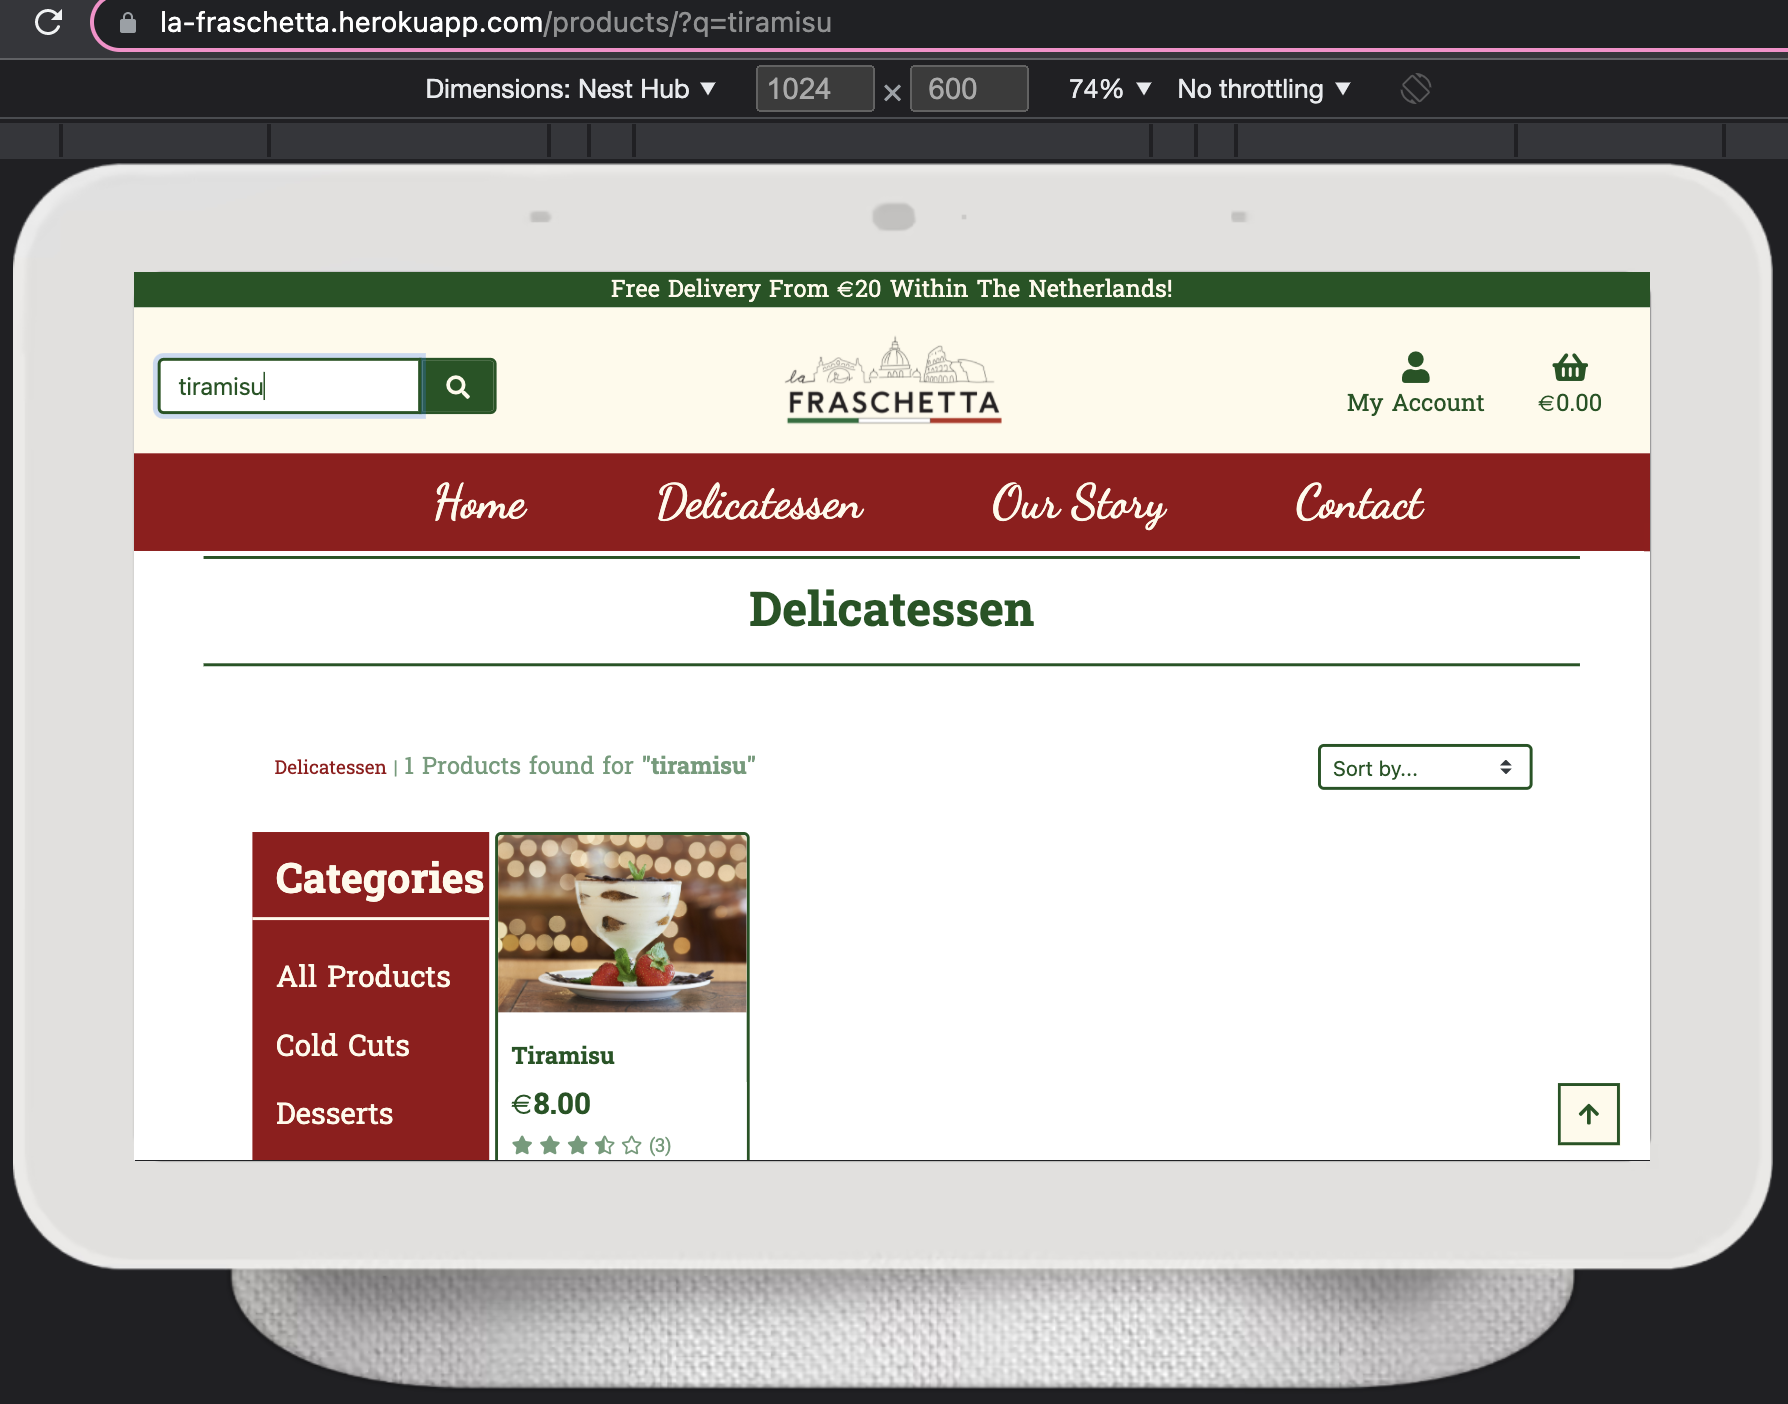 la-fraschetta.herokuapp.com/products/?q=tiramisu
Dimensions: Nest Hub ▼ 1024 × 600 74% ▼ No throttling ▼
Free Delivery From €20 Within The Netherlands!
tiramisu
la
FRASCHETTA
My Account
€0.00
Home Delicatessen Our Story Contact
Delicatessen
Delicatessen | 1 Products found for "tiramisu"
Sort by...
Categories
All Products
Cold Cuts
Desserts
Tiramisu
€8.00
(3)